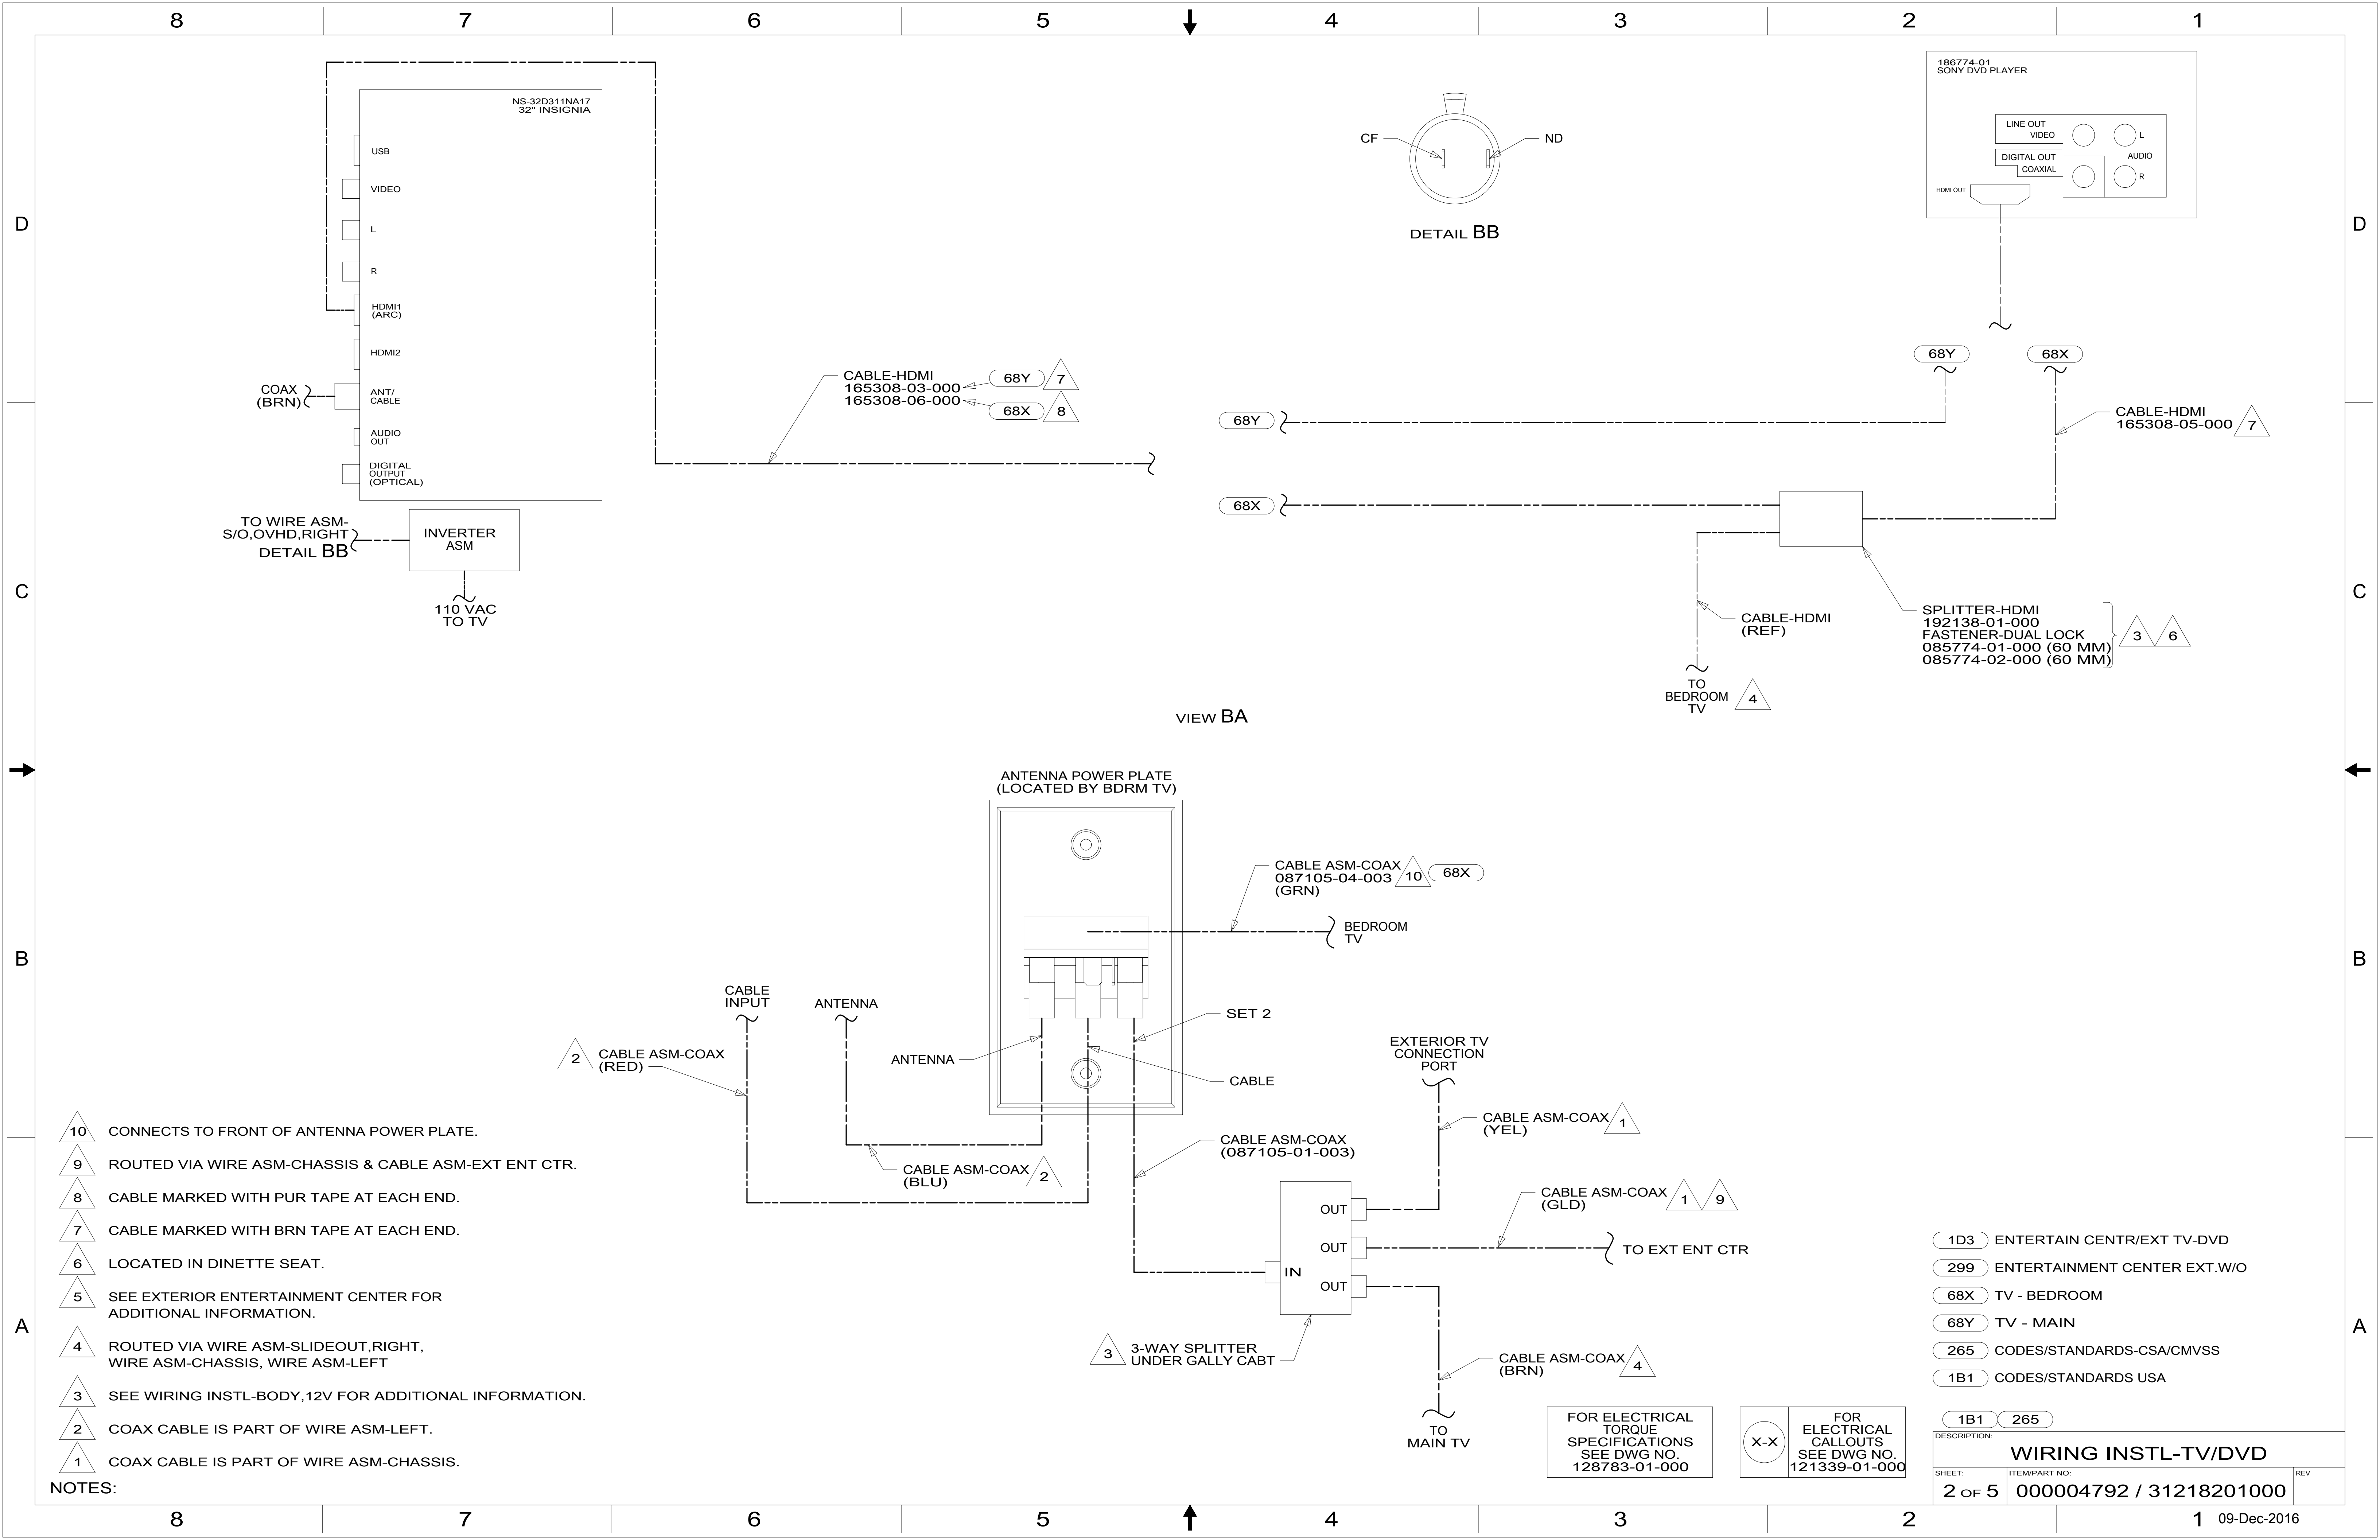 8 7 6 5 4 3 2 1
D
D
C
C
B
B
A
A
NS-32D311NA17
32" INSIGNIA
USB
VIDEO
L
R
HDMI1
(ARC)
HDMI2
ANT/
CABLE
AUDIO
OUT
DIGITAL
OUTPUT
(OPTICAL)
COAX
(BRN)
TO WIRE ASM-
S/O,OVHD,RIGHT
DETAIL BB
INVERTER
ASM
110 VAC
TO TV
CABLE-HDMI
165308-03-000 68Y 7
165308-06-000 68X 8
CF
ND
DETAIL BB
186774-01
SONY DVD PLAYER
LINE OUT
VIDEO
L
AUDIO
DIGITAL OUT
COAXIAL
R
HDMI OUT
68Y
68X
68Y
68X
CABLE-HDMI
165308-05-000 7
CABLE-HDMI
(REF)
TO
BEDROOM
TV
4
SPLITTER-HDMI
192138-01-000
FASTENER-DUAL LOCK
085774-01-000 (60 MM)
085774-02-000 (60 MM)
3 6
VIEW BA
ANTENNA POWER PLATE
(LOCATED BY BDRM TV)
CABLE ASM-COAX
087105-04-003
(GRN)
10 68X
BEDROOM
TV
CABLE
INPUT
ANTENNA
2 CABLE ASM-COAX
(RED)
ANTENNA
SET 2
CABLE
CABLE ASM-COAX
(BLU)
2
CABLE ASM-COAX
(087105-01-003)
EXTERIOR TV
CONNECTION
PORT
CABLE ASM-COAX
(YEL)
1
CABLE ASM-COAX
(GLD)
1 9
OUT
OUT
OUT
IN
TO EXT ENT CTR
3 3-WAY SPLITTER
UNDER GALLY CABT
CABLE ASM-COAX
(BRN)
4
TO
MAIN TV
10 CONNECTS TO FRONT OF ANTENNA POWER PLATE.
9 ROUTED VIA WIRE ASM-CHASSIS & CABLE ASM-EXT ENT CTR.
8 CABLE MARKED WITH PUR TAPE AT EACH END.
7 CABLE MARKED WITH BRN TAPE AT EACH END.
6 LOCATED IN DINETTE SEAT.
5 SEE EXTERIOR ENTERTAINMENT CENTER FOR
ADDITIONAL INFORMATION.
4 ROUTED VIA WIRE ASM-SLIDEOUT,RIGHT,
WIRE ASM-CHASSIS, WIRE ASM-LEFT
3 SEE WIRING INSTL-BODY,12V FOR ADDITIONAL INFORMATION.
2 COAX CABLE IS PART OF WIRE ASM-LEFT.
1 COAX CABLE IS PART OF WIRE ASM-CHASSIS.
NOTES:
FOR ELECTRICAL
TORQUE
SPECIFICATIONS
SEE DWG NO.
128783-01-000
X-X
FOR
ELECTRICAL
CALLOUTS
SEE DWG NO.
121339-01-000
1D3 ENTERTAIN CENTR/EXT TV-DVD
299 ENTERTAINMENT CENTER EXT.W/O
68X TV - BEDROOM
68Y TV - MAIN
265 CODES/STANDARDS-CSA/CMVSS
1B1 CODES/STANDARDS USA
1B1 265
DESCRIPTION:
WIRING INSTL-TV/DVD
SHEET:
2 OF 5
ITEM/PART NO:
000004792 / 31218201000
REV
8 7 6 5 4 3 2 1
09-Dec-2016